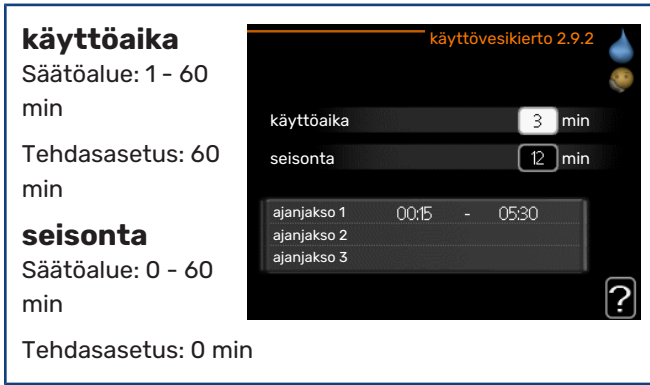 käyttöaika
Säätöalue: 1 - 60
min
Tehdasasetus: 60
min
seisonta
Säätöalue: 0 - 60
min
Tehdasasetus: 0 min
käyttövesikierto 2.9.2
käyttöaika 3 min
seisonta 12 min
ajanjakso 1 00:15 - 05:30
ajanjakso 2
ajanjakso 3
?